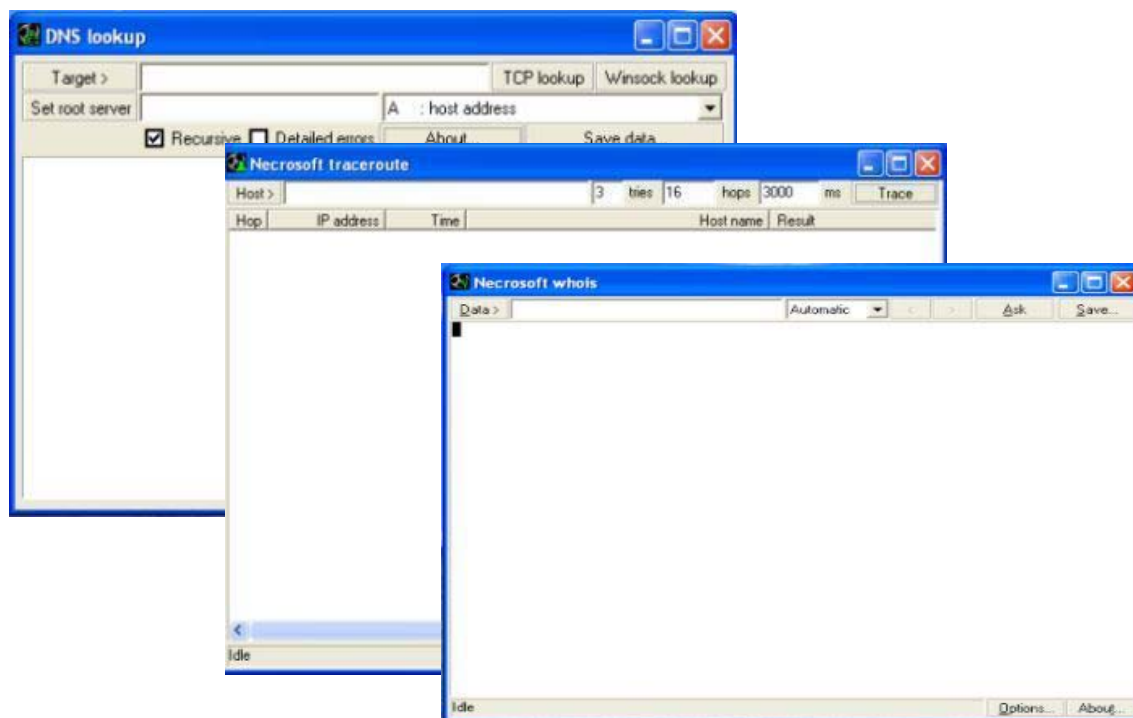 DNS lookup
Target > TCP lookup Winsock lookup
Set root server A : host address
Recursive Detailed errors About... Save data...
Necrosoft traceroute
Host > 3 tries 16 hops 3000 ms Trace
Hop IP address Time Host name Result
Idle
Necrosoft whois
Data > Automatic < > Ask Save...
Idle Options... About...